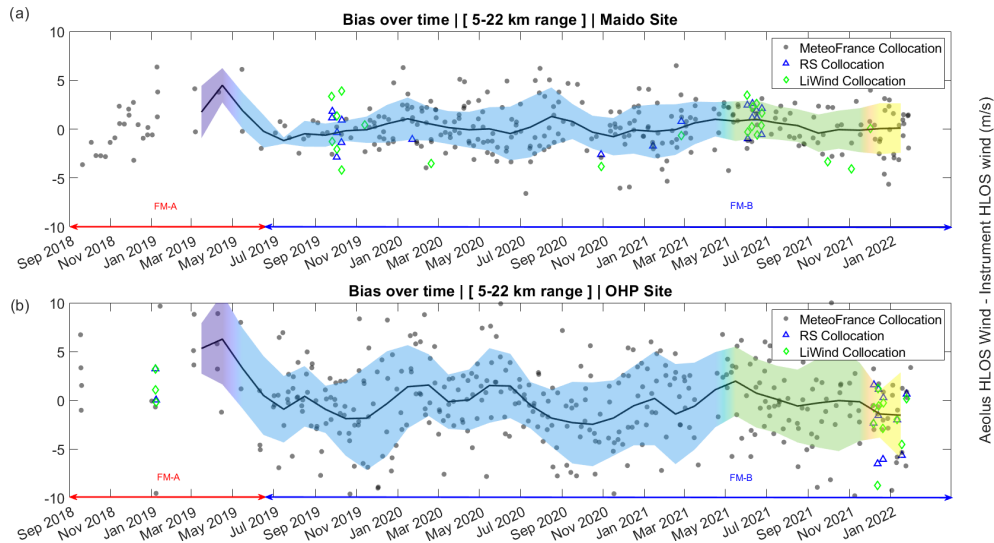 (a)
Bias over time | [ 5-22 km range ] | Maido Site
10
5
0
-5
-10
MeteoFrance Collocation
RS Collocation
LiWind Collocation
FM-A
FM-B
Sep 2018
Nov 2018
Jan 2019
Mar 2019
May 2019
Jul 2019
Sep 2019
Nov 2019
Jan 2020
Mar 2020
May 2020
Jul 2020
Sep 2020
Nov 2020
Jan 2021
Mar 2021
May 2021
Jul 2021
Sep 2021
Nov 2021
Jan 2022
Aeolus HLOS Wind - Instrument HLOS wind (m/s)
(b)
Bias over time | [ 5-22 km range ] | OHP Site
10
5
0
-5
-10
MeteoFrance Collocation
RS Collocation
LiWind Collocation
FM-A
FM-B
Sep 2018
Nov 2018
Jan 2019
Mar 2019
May 2019
Jul 2019
Sep 2019
Nov 2019
Jan 2020
Mar 2020
May 2020
Jul 2020
Sep 2020
Nov 2020
Jan 2021
Mar 2021
May 2021
Jul 2021
Sep 2021
Nov 2021
Jan 2022